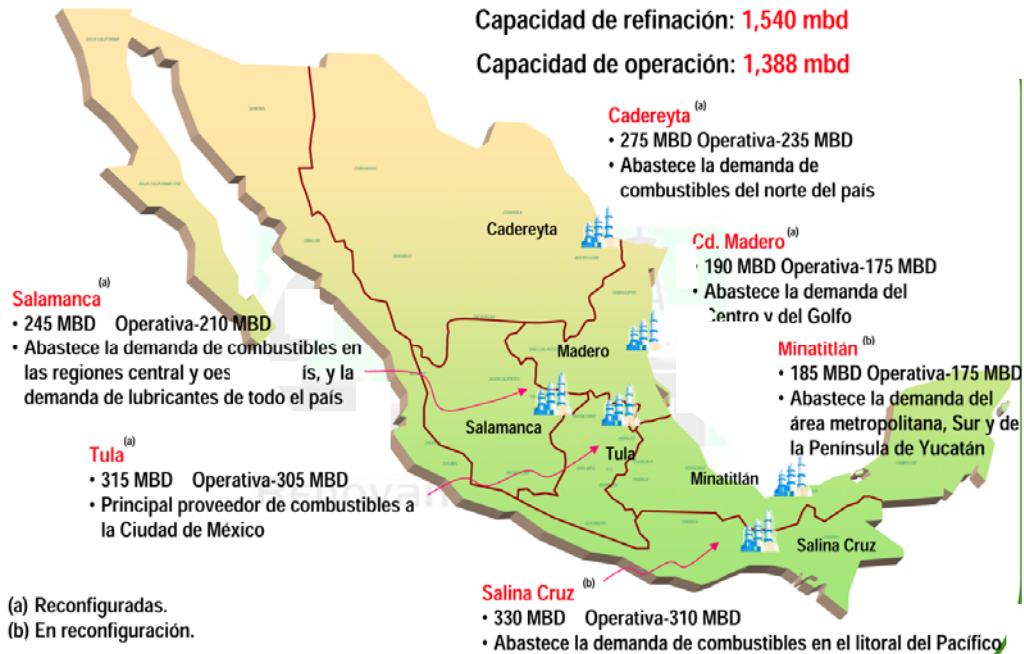 Capacidad de refinación: 1,540 mbd
Capacidad de operación: 1,388 mbd
Cadereyta (a)
• 275 MBD Operativa-235 MBD
• Abastece la demanda de
combustibles del norte del país
Cadereyta
Cd. Madero (a)
190 MBD Operativa-175 MBD
• Abastece la demanda del
Centro y del Golfo
Salamanca (a)
• 245 MBD Operativa-210 MBD
• Abastece la demanda de combustibles en
las regiones central y oes ís, y la
demanda de lubricantes de todo el país
Madero
Minatitlán (b)
• 185 MBD Operativa-175 MBD
• Abastece la demanda del
área metropolitana, Sur y de
la Península de Yucatán
Salamanca
Tula
Tula (a)
• 315 MBD Operativa-305 MBD
• Principal proveedor de combustibles a
la Ciudad de México
Minatitlán
Salina Cruz
Salina Cruz (b)
• 330 MBD Operativa-310 MBD
• Abastece la demanda de combustibles en el litoral del Pacífico
(a) Reconfiguradas.
(b) En reconfiguración.